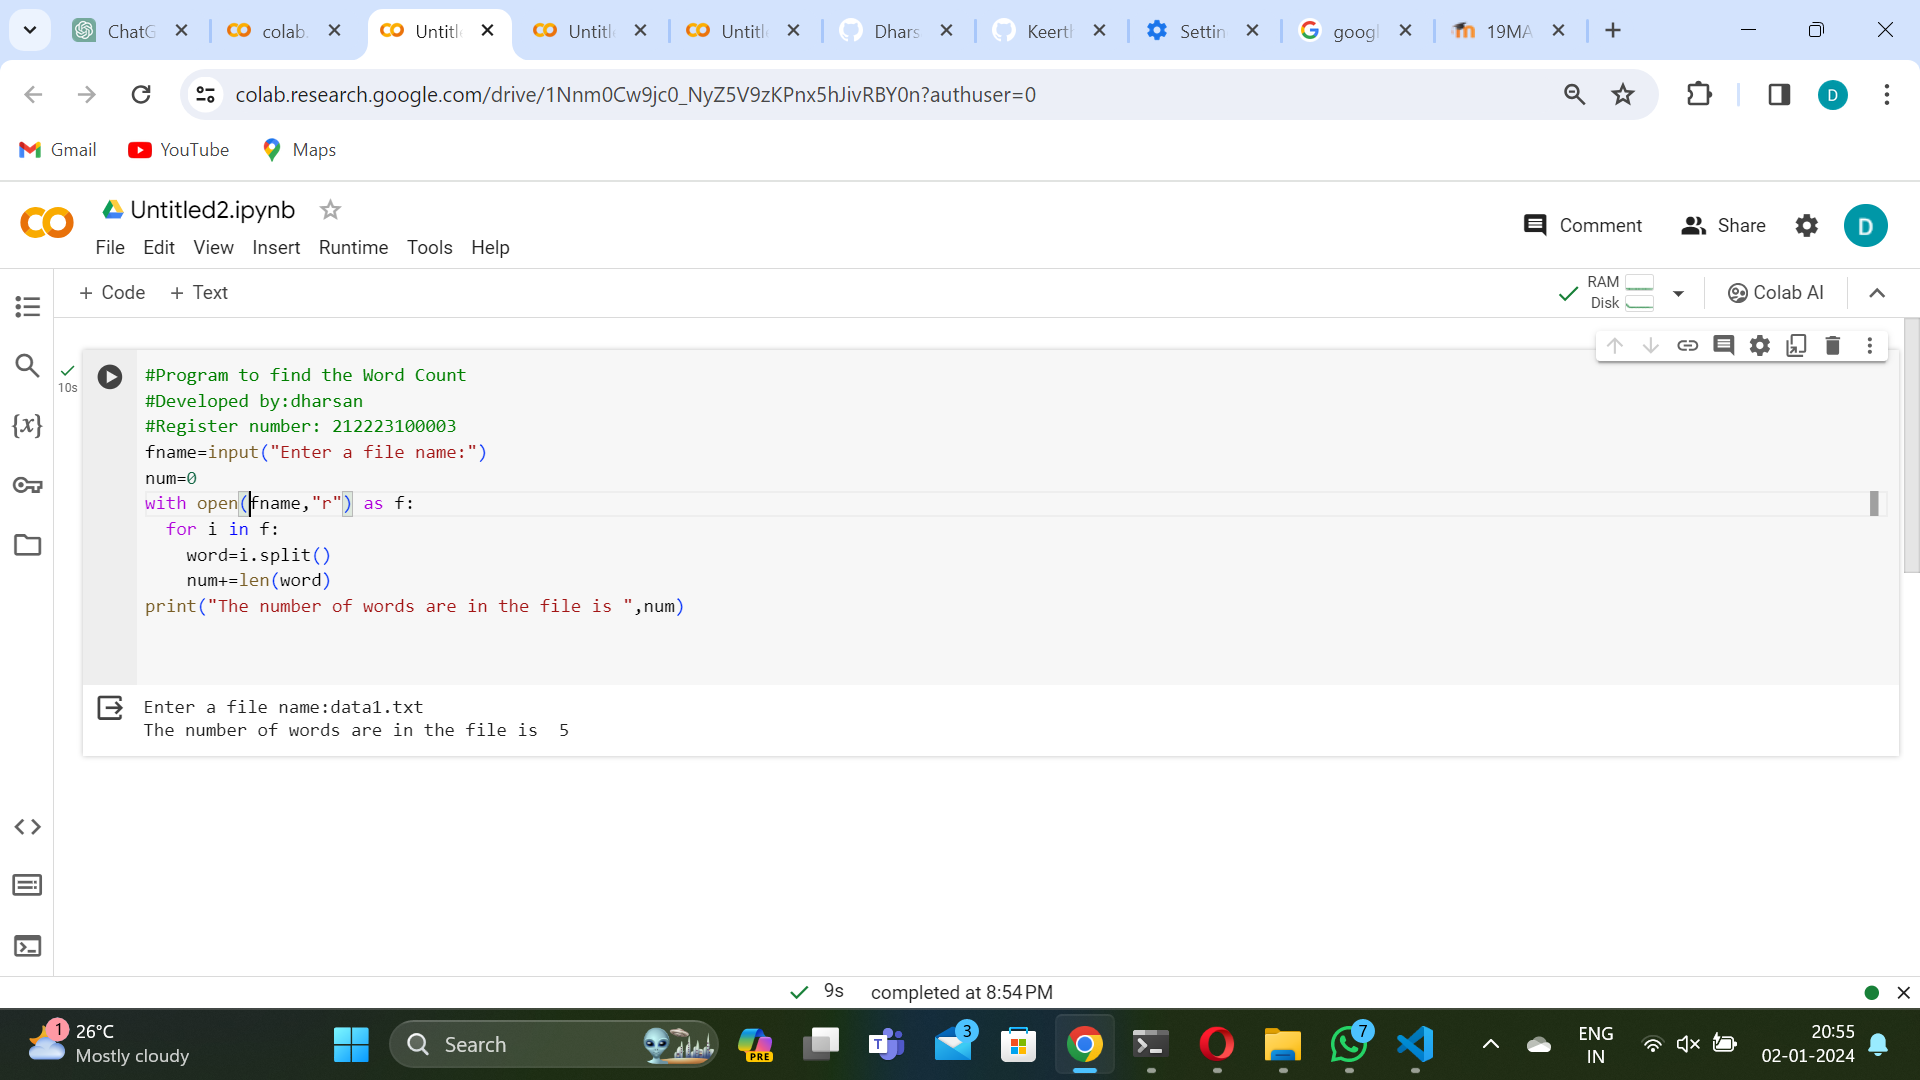 ChatG
colab.
Untitl
Untitl
Untitl
Dhars
Keerth
Settin
googl
19MA
colab.research.google.com/drive/1Nnm0Cw9jc0_NyZ5V9zKPnx5hJivRBY0n?authuser=0
D
Gmail
YouTube
Maps
Untitled2.ipynb
Comment
Share
D
File Edit View Insert Runtime Tools Help
+ Code + Text
RAM
Disk
Colab AI
10s
#Program to find the Word Count
#Developed by:dharsan
#Register number: 212223100003
fname=input("Enter a file name:")
num=0
with open(fname,"r") as f:
for i in f:
word=i.split()
num+=len(word)
print("The number of words are in the file is ",num)
{x}
Enter a file name:data1.txt
The number of words are in the file is  5
9s completed at 8:54 PM
1
26°C
Mostly cloudy
Search
PRE
T
3
7
ENG
IN
20:55
02-01-2024